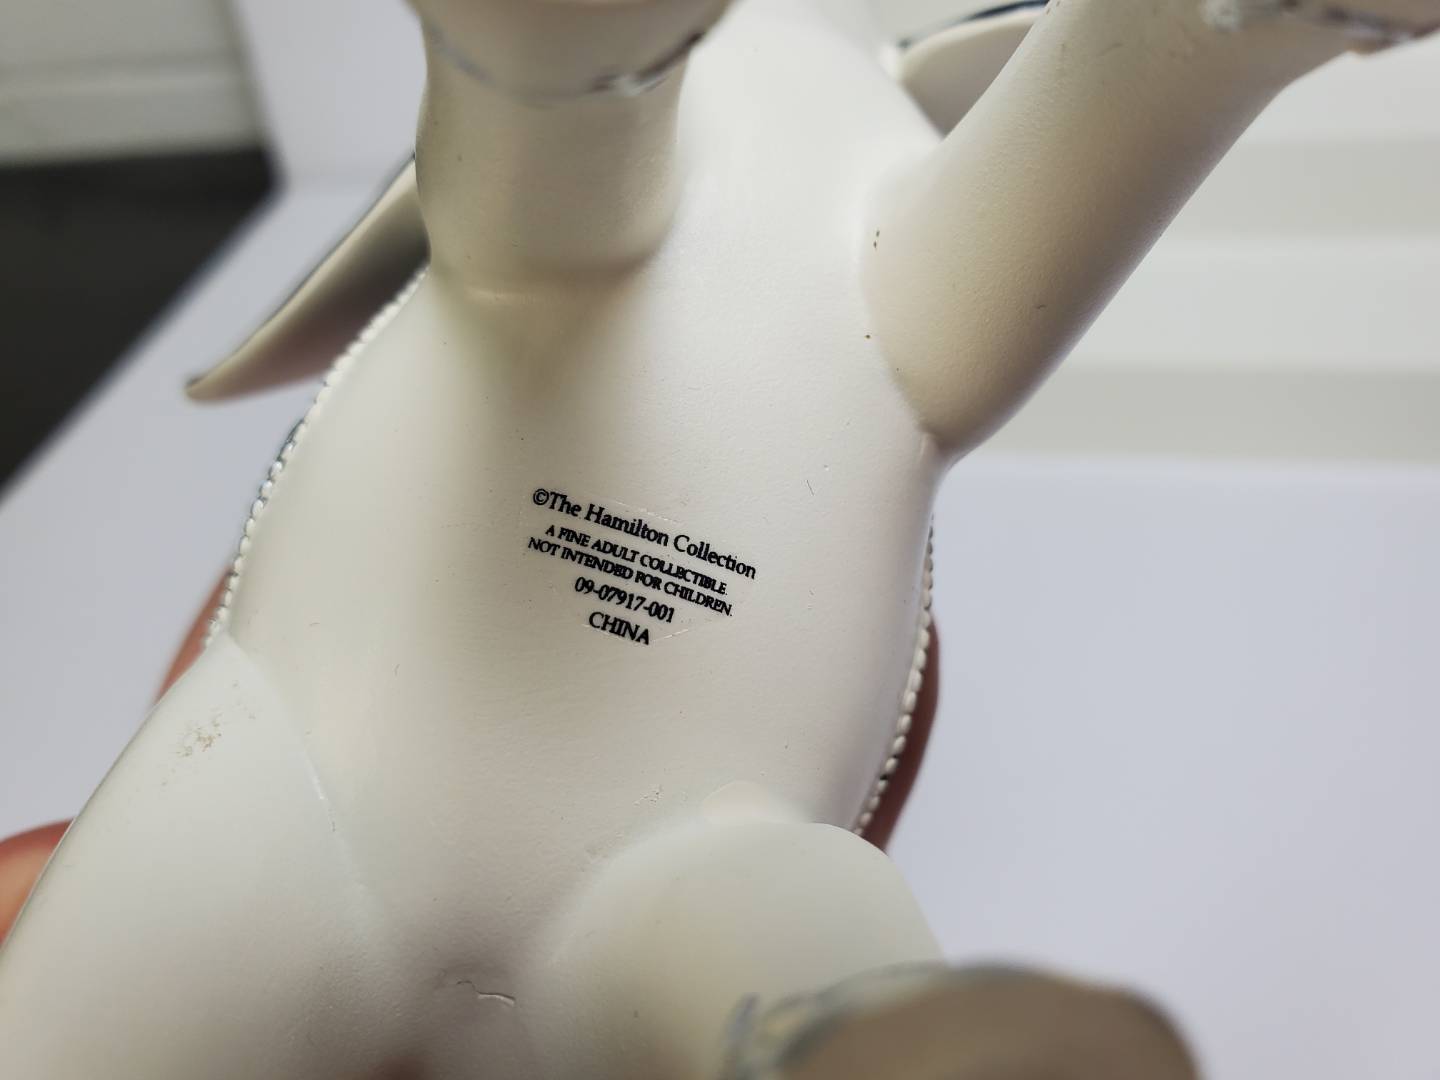 ©The Hamilton Collection
A FINE ADULT COLLECTIBLE.
NOT INTENDED FOR CHILDREN.
09-07917-001
CHINA